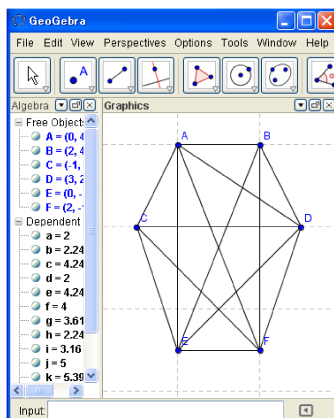 GeoGebra
File Edit View Perspectives Options Tools Window Help
A
Algebra
Graphics
Free Object
A = (0, 4
B = (2, 4
C = (-1,
D = (3, 2
E = (0, -
F = (2, -
Dependent
a = 2
b = 2.24
c = 4.24
d = 2
e = 4.24
f = 4
g = 3.61
h = 2.24
i = 3.16
j = 5
k = 5.39
A
B
C
D
E
F
Input: